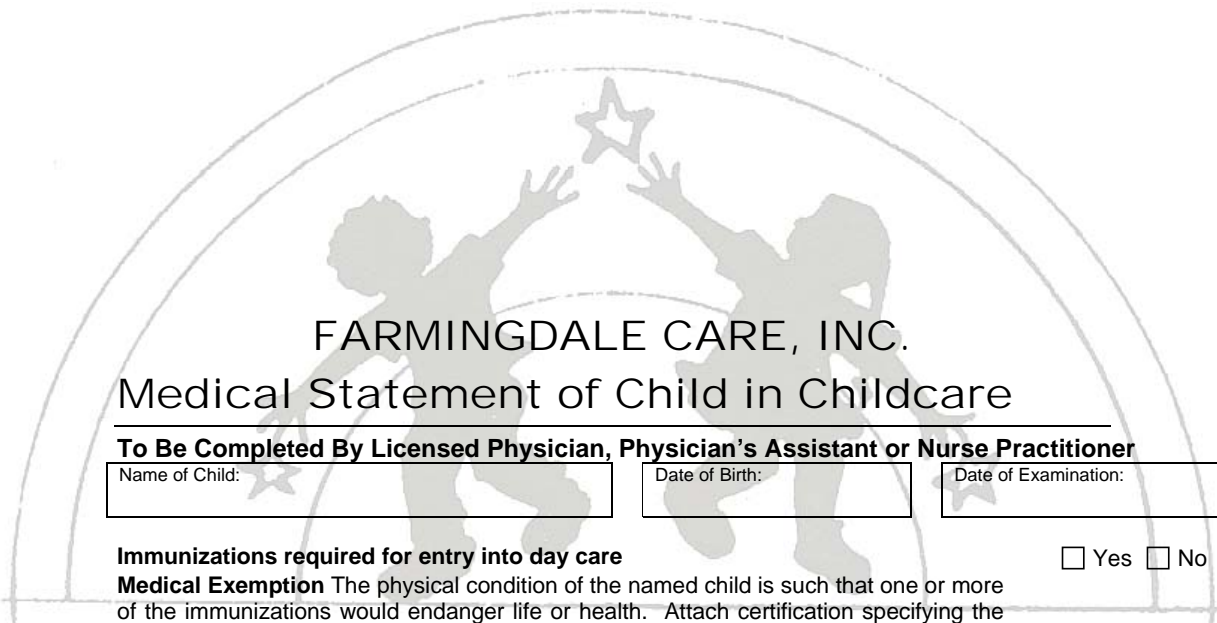 FARMINGDALE CARE, INC.
Medical Statement of Child in Childcare
To Be Completed By Licensed Physician, Physician’s Assistant or Nurse Practitioner
Name of Child:
Date of Birth:
Date of Examination:
Immunizations required for entry into day care
Yes No
Medical Exemption The physical condition of the named child is such that one or more
of the immunizations would endanger life or health. Attach certification specifying the